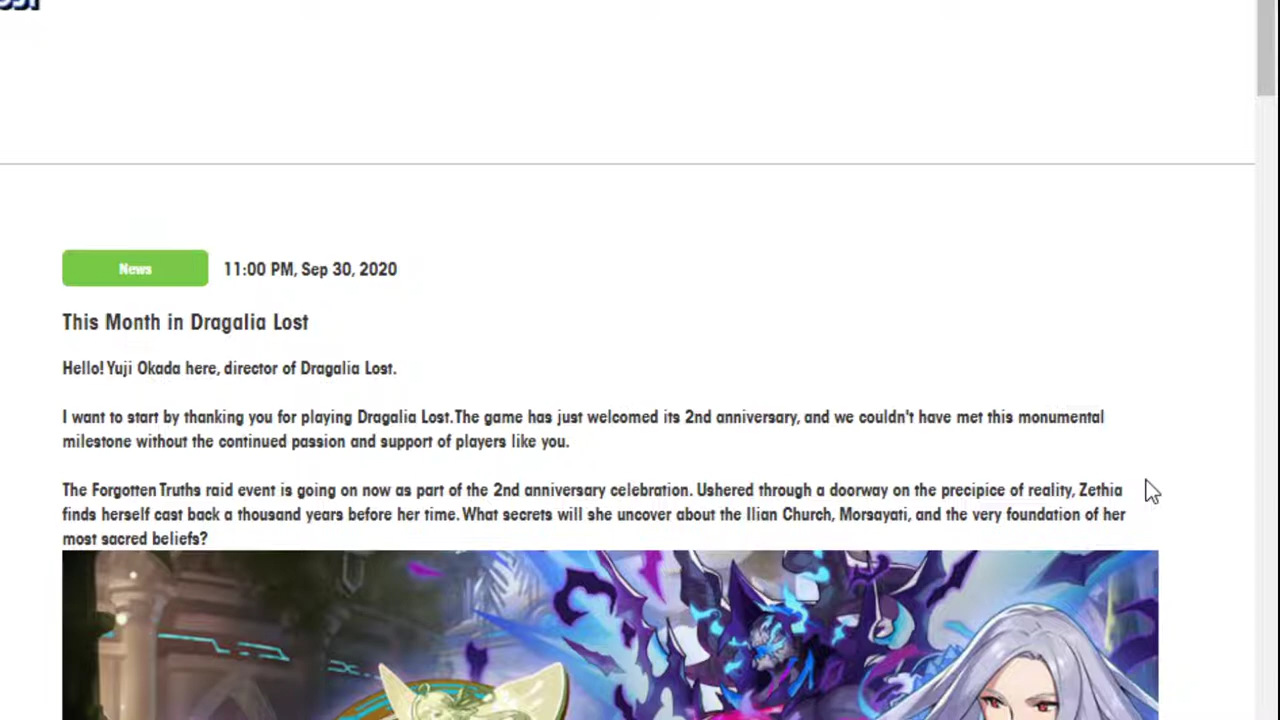 News
11:00 PM, Sep 30, 2020
This Month in Dragalia Lost
Hello! Yuji Okada here, director of Dragalia Lost.
I want to start by thanking you for playing Dragalia Lost. The game has just welcomed its 2nd anniversary, and we couldn't have met this monumental
milestone without the continued passion and support of players like you.
The Forgotten Truths raid event is going on now as part of the 2nd anniversary celebration. Ushered through a doorway on the precipice of reality, Zethia
finds herself cast back a thousand years before her time. What secrets will she uncover about the Ilian Church, Morsayati, and the very foundation of her
most sacred beliefs?